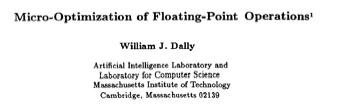 Micro-Optimization of Floating-Point Operations¹
William J. Dally
Artificial Intelligence Laboratory and
Laboratory for Computer Science
Massachusetts Institute of Technology
Cambridge, Massachusetts 02139